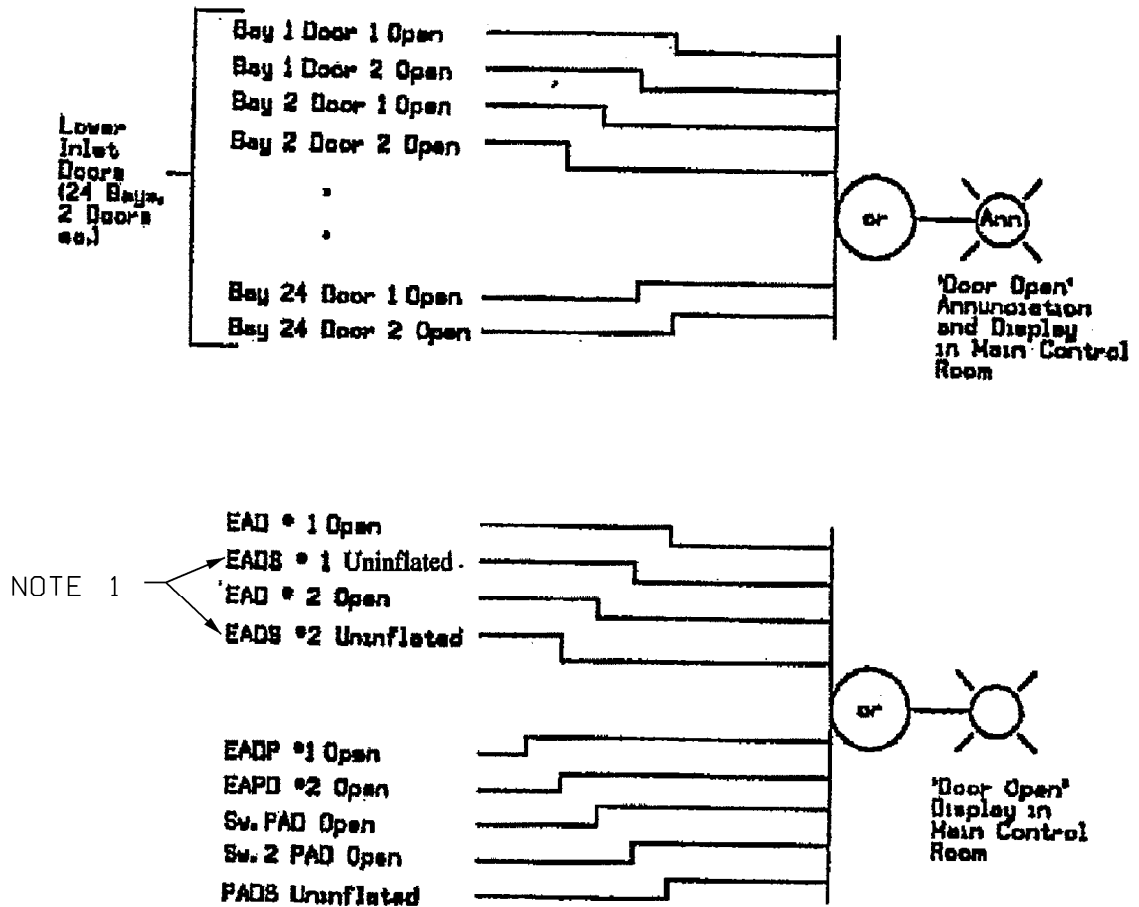 Bay 1 Door 1 Open
Bay 1 Door 2 Open
Bay 2 Door 1 Open
Bay 2 Door 2 Open
Lower
Inlet
Doors
(24 Bays,
2 Doors
ea.)
Bay 24 Door 1 Open
Bay 24 Door 2 Open
or
Ann
"Door Open"
Annunciation
and Display
in Main Control
Room
EAD # 1 Open
EADS # 1 Uninflated
EAD # 2 Open
EADS #2 Uninflated
NOTE 1
EADP #1 Open
EAPD #2 Open
Sw. PAD Open
Sw. 2 PAD Open
PADS Uninflated
or
"Door Open"
Display in
Main Control
Room